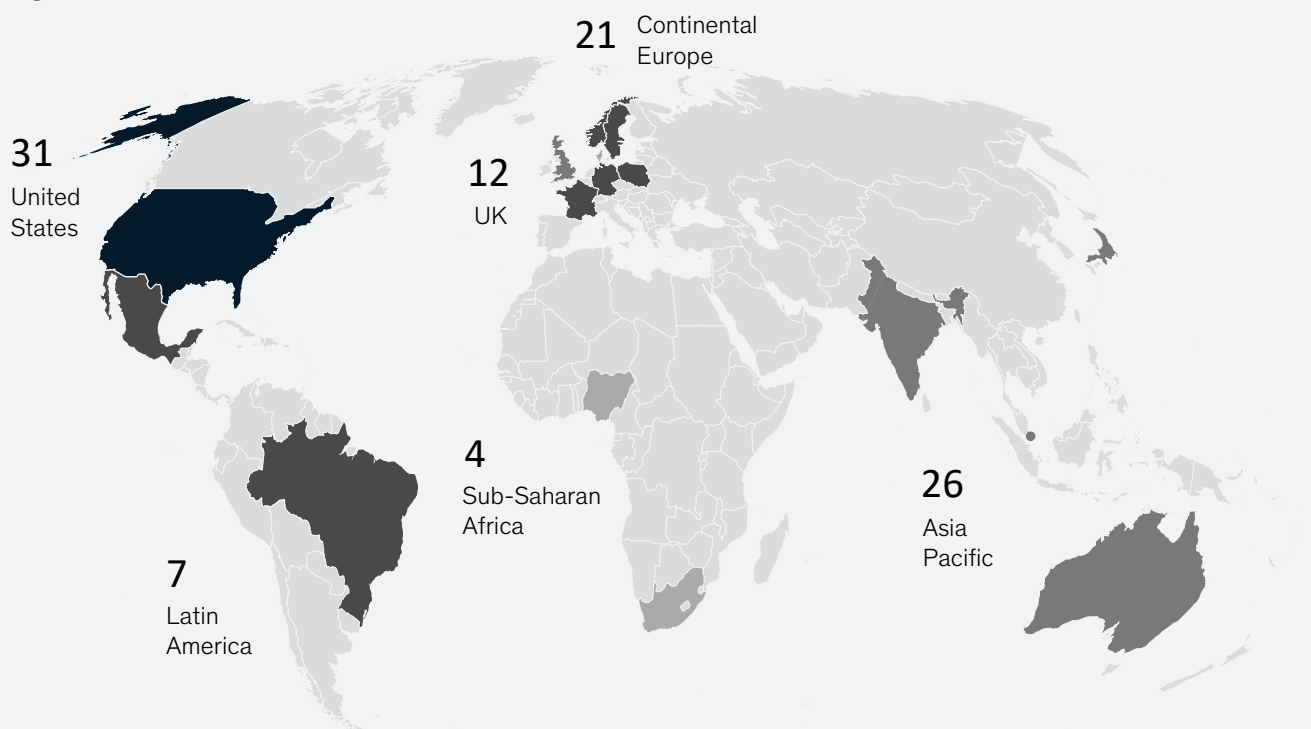 21
Continental
Europe
31
United
States
12
UK
4
Sub-Saharan
Africa
26
Asia
Pacific
7
Latin
America